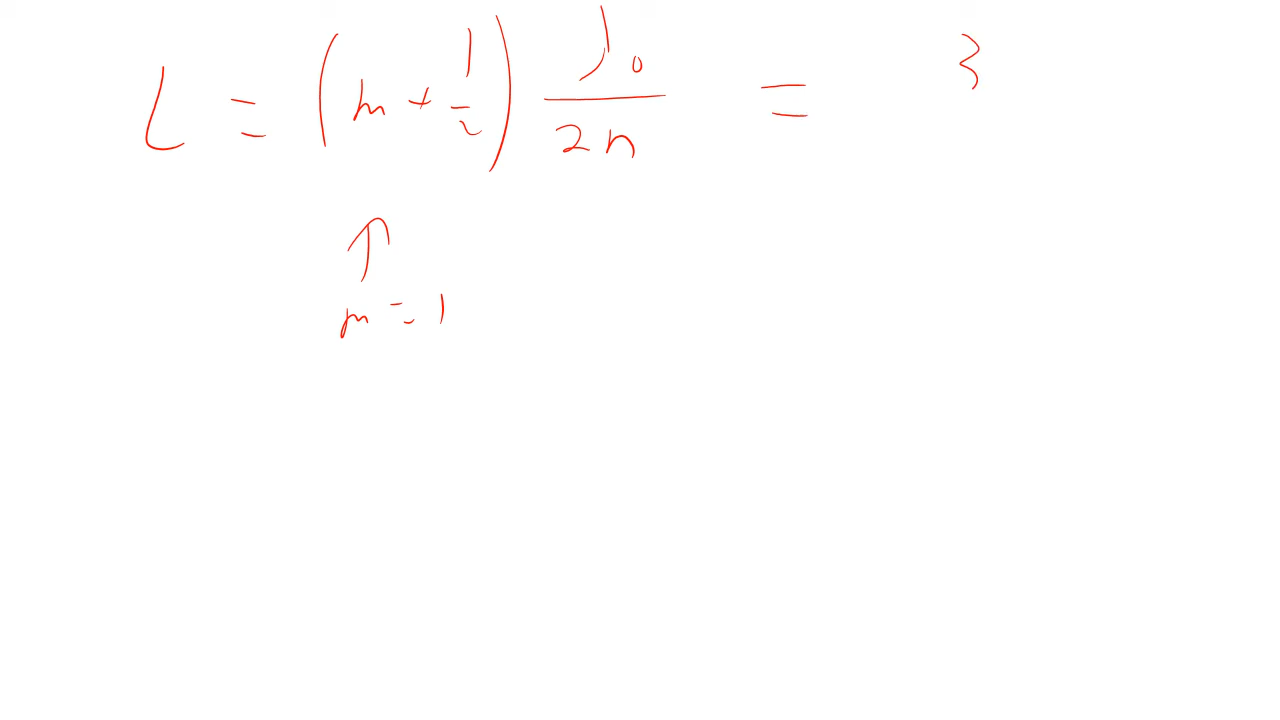 L = (m + 1/2) λ₀/2n = 3
↑
m = 1